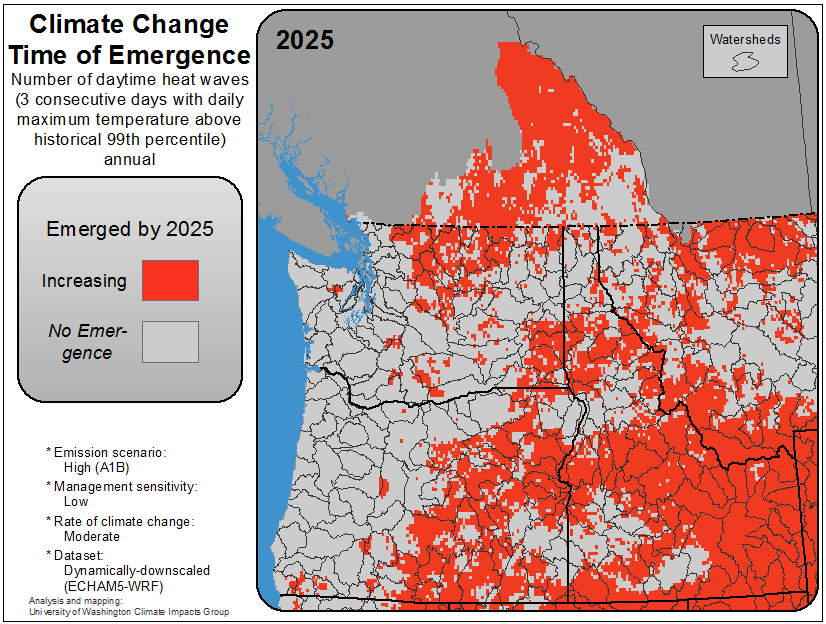 Climate Change
Time of Emergence
Number of daytime heat waves
(3 consecutive days with daily
maximum temperature above
historical 99th percentile)
annual
Emerged by 2025
Increasing
No Emer-
gence
* Emission scenario:
High (A1B)
* Management sensitivity:
Low
* Rate of climate change:
Moderate
* Dataset:
Dynamically-downscaled
(ECHAM5-WRF)
Analysis and mapping:
University of Washington Climate Impacts Group
2025
Watersheds